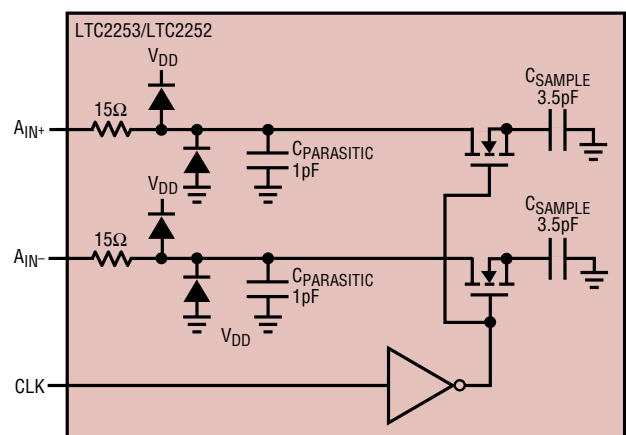 LTC2253/LTC2252
VDD
CSAMPLE
3.5pF
15Ω
AIN+
CPARASITIC
1pF
VDD
CSAMPLE
3.5pF
15Ω
AIN–
CPARASITIC
1pF
VDD
CLK